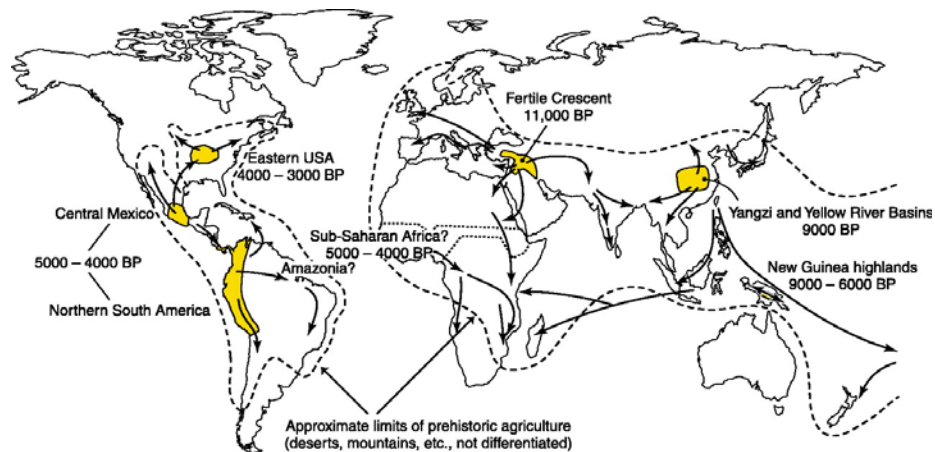 Fertile Crescent
11,000 BP
Eastern USA
4000 – 3000 BP
Central Mexico
5000 – 4000 BP
Northern South America
Amazonia?
Sub-Saharan Africa?
5000 – 4000 BP
Yangzi and Yellow River Basins
9000 BP
New Guinea highlands
9000 – 6000 BP
Approximate limits of prehistoric agriculture
(deserts, mountains, etc., not differentiated)